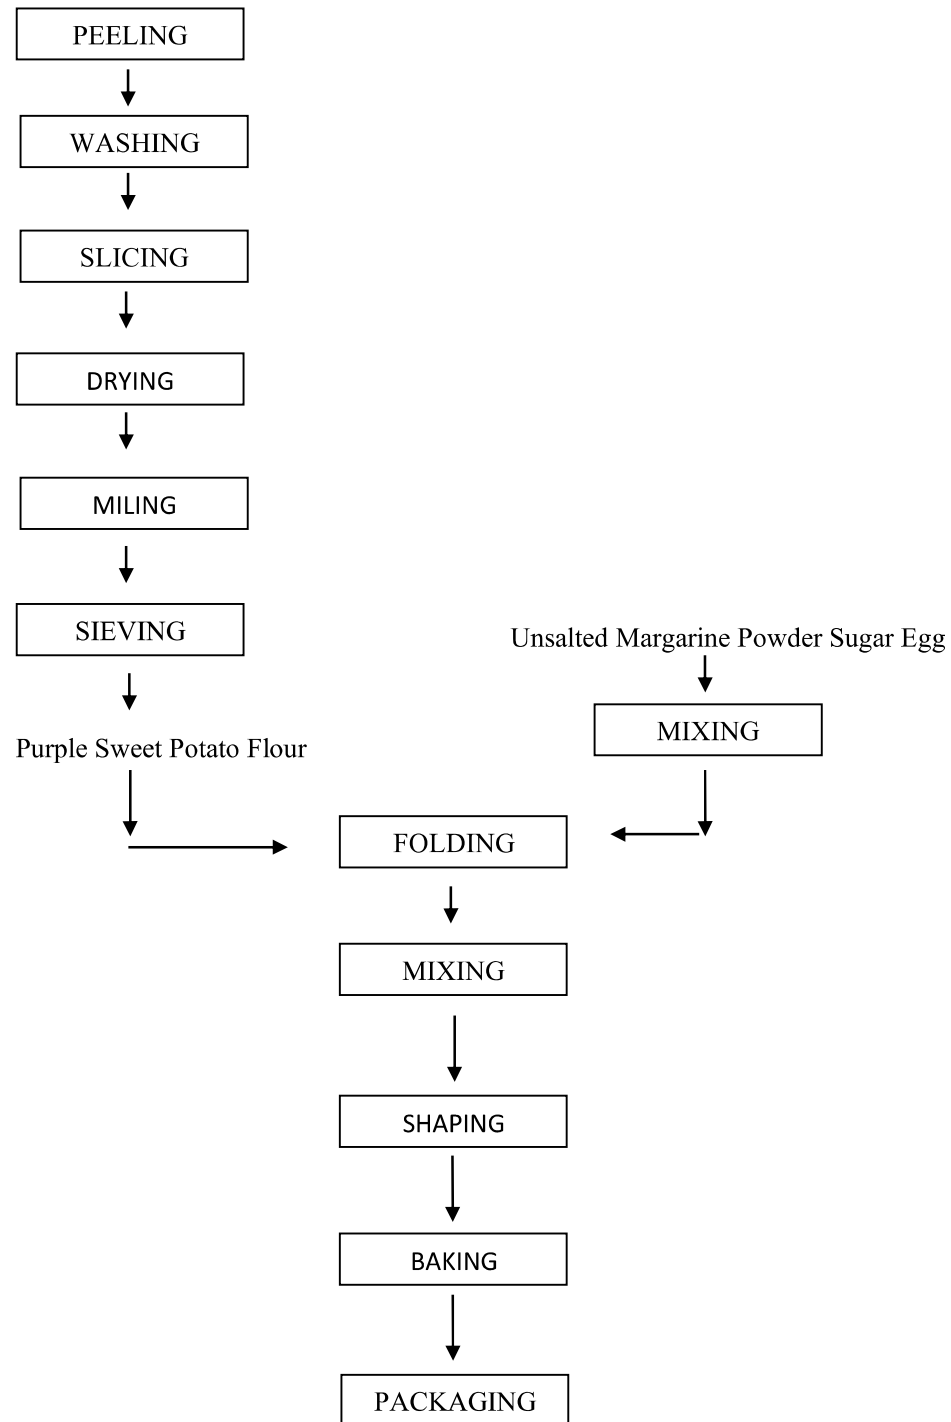 PEELING
WASHING
SLICING
DRYING
MILING
SIEVING
Purple Sweet Potato Flour
Unsalted Margarine Powder Sugar Egg
MIXING
FOLDING
MIXING
SHAPING
BAKING
PACKAGING